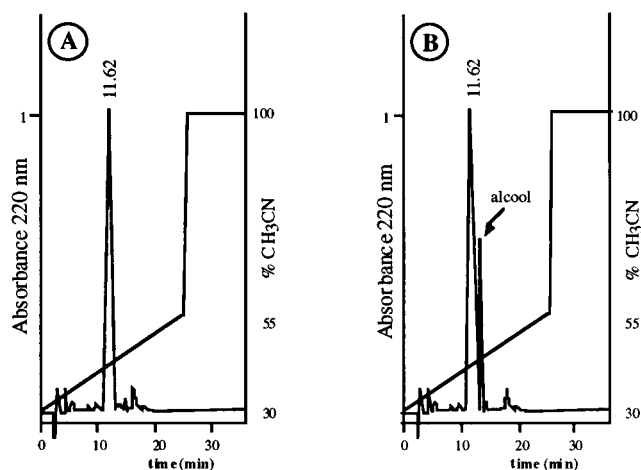 A
11.62
1
Absorbance 220 nm
100
% CH3CN
55
30
0 10 20 30
time (min)
B
11.62
alcool
1
Absorbance 220 nm
100
% CH3CN
55
30
0 10 20 30
time (min)